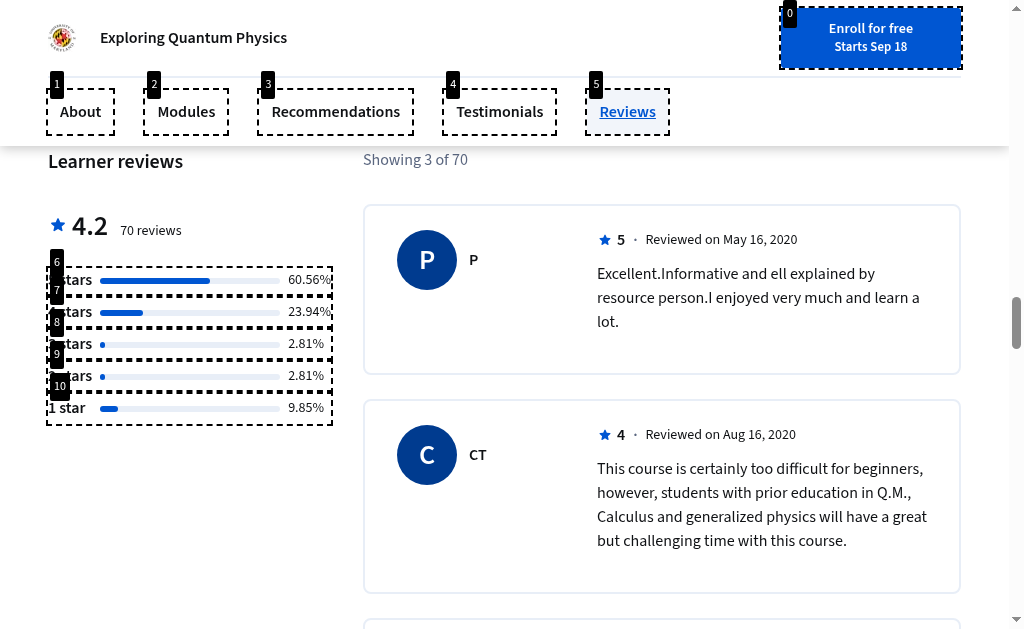 Exploring Quantum Physics
0
Enroll for free
Starts Sep 18
1
About
2
Modules
3
Recommendations
4
Testimonials
5
Reviews
Learner reviews
Showing 3 of 70
4.2 70 reviews
6
stars 60.56%
7
stars 23.94%
8
stars 2.81%
9
stars 2.81%
10
1 star 9.85%
P
P
5 · Reviewed on May 16, 2020
Excellent.Informative and ell explained by
resource person.I enjoyed very much and learn a
lot.
C
CT
4 · Reviewed on Aug 16, 2020
This course is certainly too difficult for beginners,
however, students with prior education in Q.M.,
Calculus and generalized physics will have a great
but challenging time with this course.